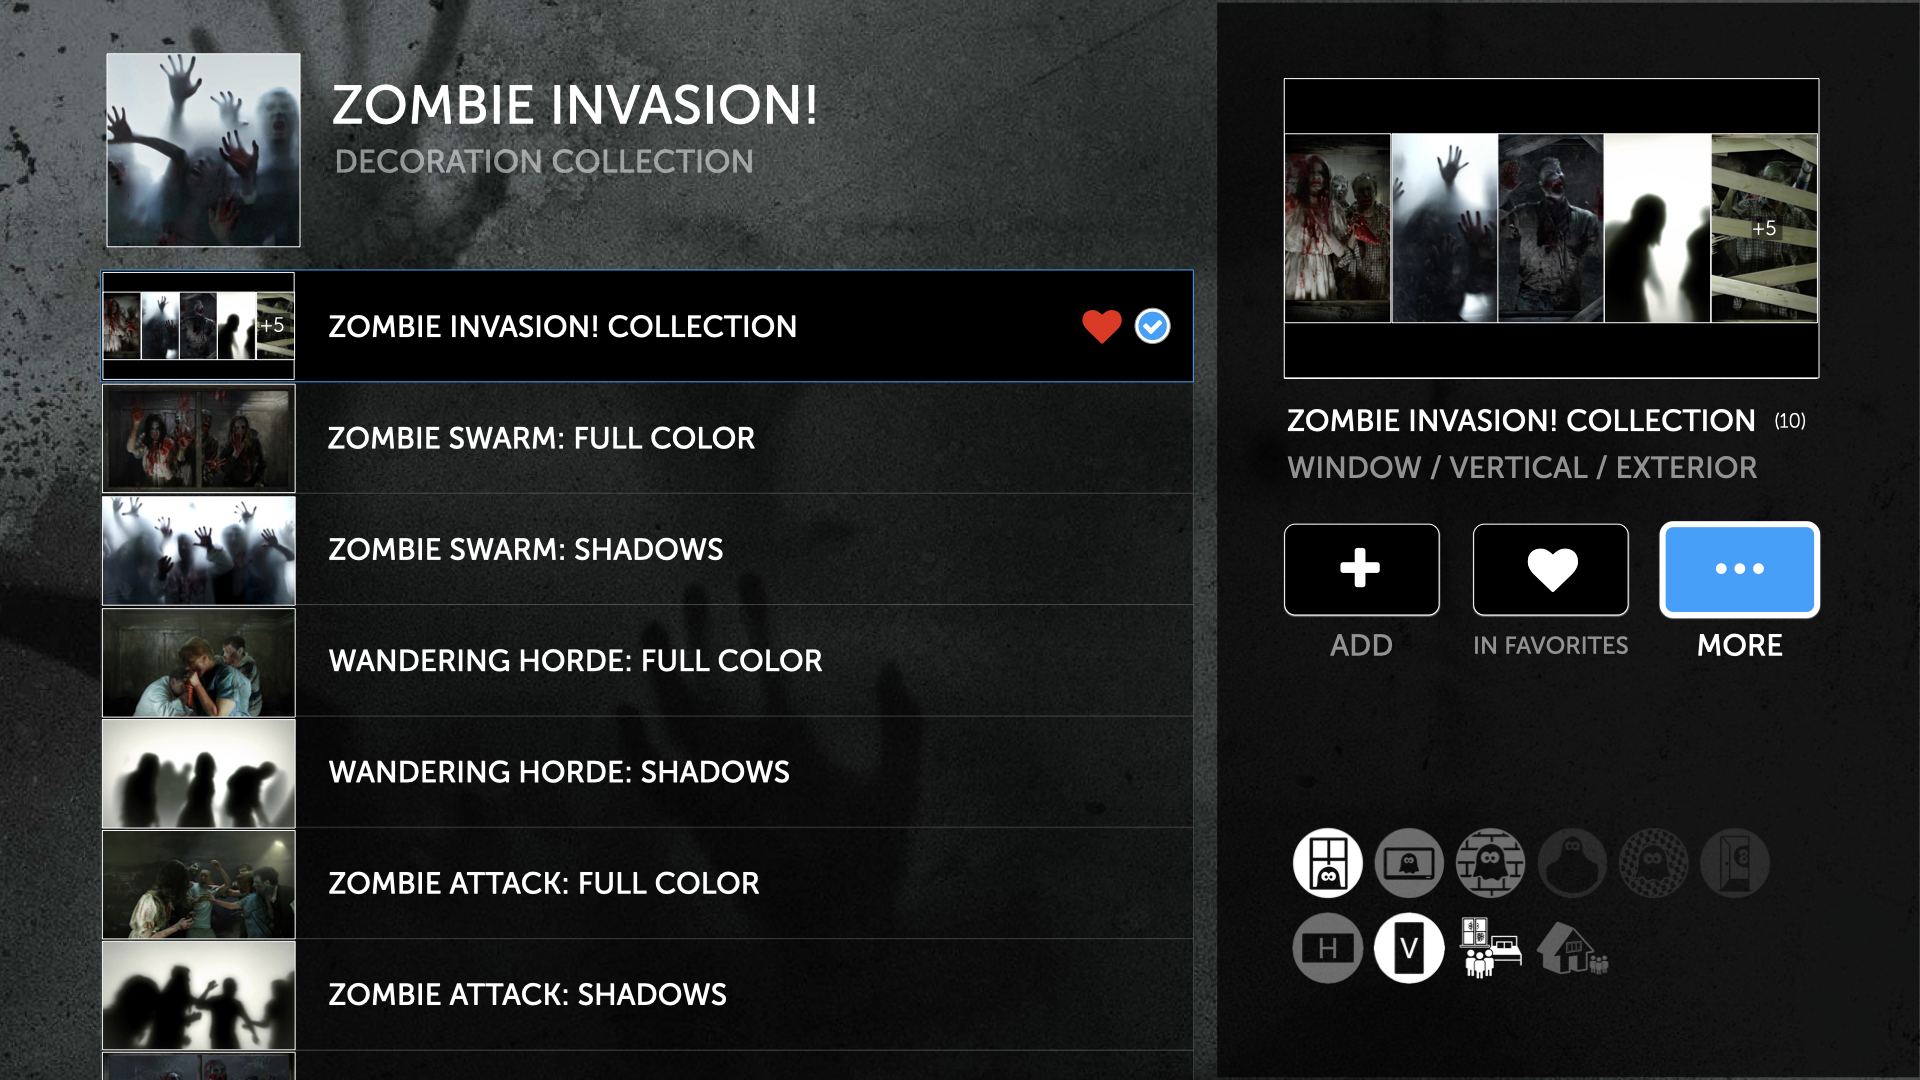 ZOMBIE INVASION!
DECORATION COLLECTION
+5
ZOMBIE INVASION! COLLECTION
ZOMBIE SWARM: FULL COLOR
ZOMBIE SWARM: SHADOWS
WANDERING HORDE: FULL COLOR
WANDERING HORDE: SHADOWS
ZOMBIE ATTACK: FULL COLOR
ZOMBIE ATTACK: SHADOWS
+5
ZOMBIE INVASION! COLLECTION (10)
WINDOW / VERTICAL / EXTERIOR
ADD
IN FAVORITES
MORE
H
V